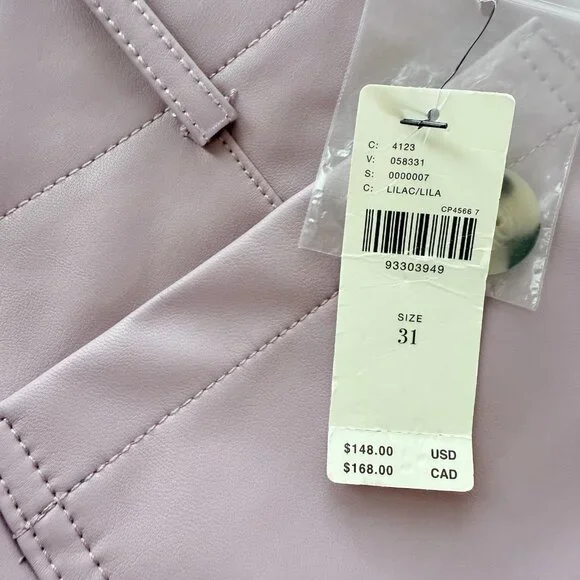 C: 4123
V: 058331
S: 0000007
C: LILAC/LILA
CP4566 7
93303949
SIZE
31
$148.00 USD
$168.00 CAD